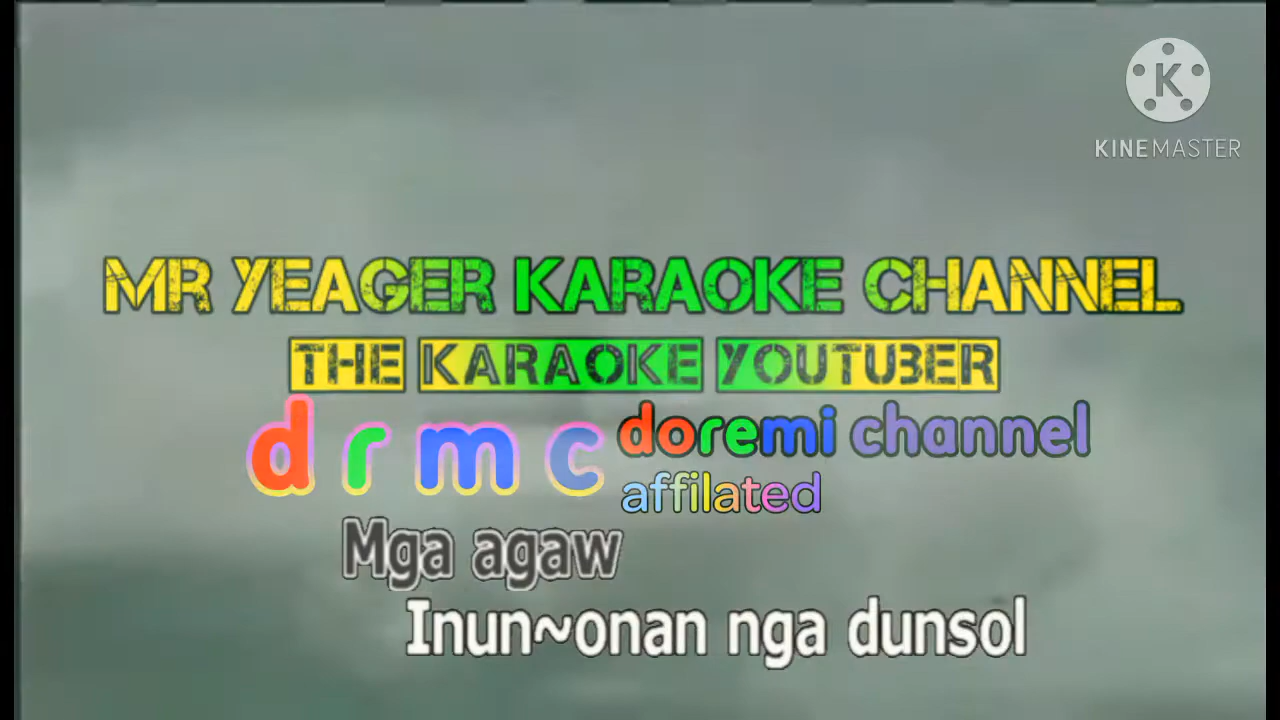 K
KINEMASTER
MR YEAGER KARAOKE CHANNEL
THE KARAOKE YOUTUBER
d r m c doremi channel
affilated
Mga agaw
Inun~onan nga dunsol